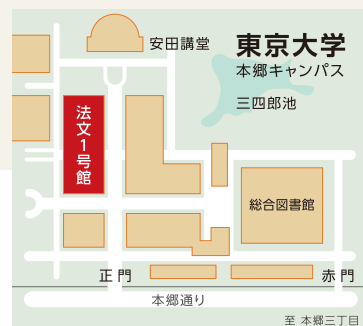 安田講堂
東京大学
本郷キャンパス
三四郎池
法文1号館
総合図書館
正門
赤門
本郷通り
至 本郷三丁目